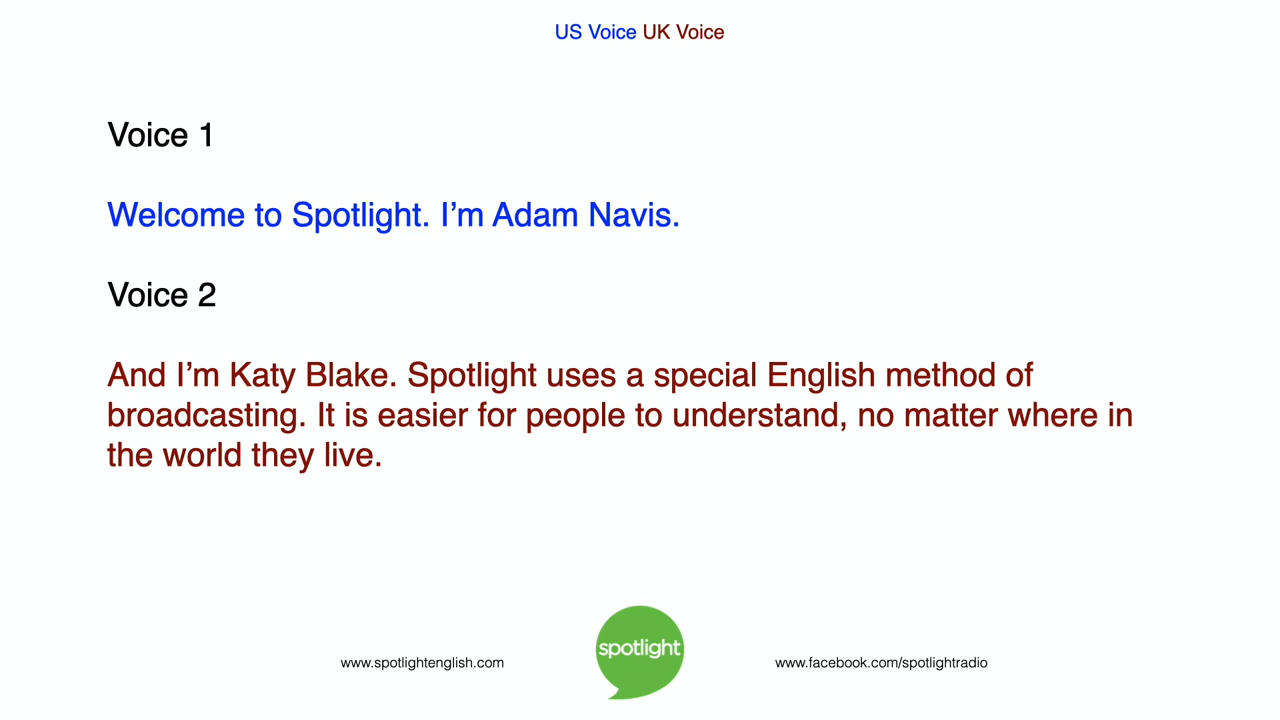 US Voice UK Voice
Voice 1
Welcome to Spotlight. I’m Adam Navis.
Voice 2
And I’m Katy Blake. Spotlight uses a special English method of
broadcasting. It is easier for people to understand, no matter where in
the world they live.
www.spotlightenglish.com
spotlight
www.facebook.com/spotlightradio